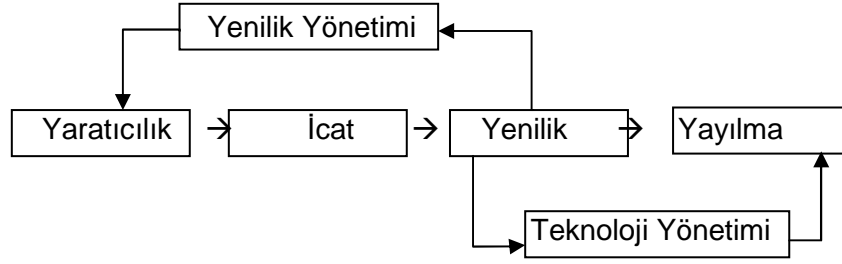 Yenilik Yönetimi
Yaratıcılık → İcat → Yenilik → Yayılma
Teknoloji Yönetimi